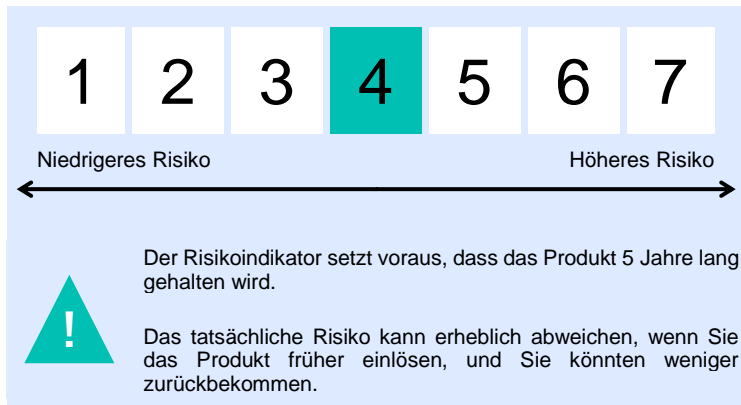 1 2 3 4 5 6 7
Niedrigeres Risiko Höheres Risiko
Der Risikoindikator setzt voraus, dass das Produkt 5 Jahre lang
gehalten wird.
!
Das tatsächliche Risiko kann erheblich abweichen, wenn Sie
das Produkt früher einlösen, und Sie könnten weniger
zurückbekommen.